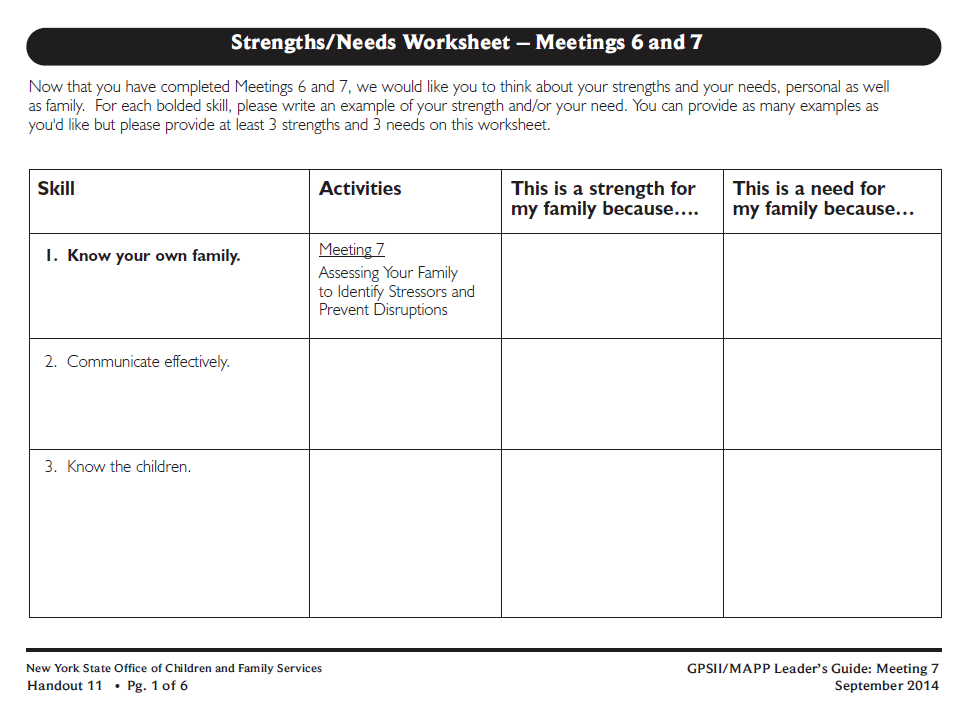 Strengths/Needs Worksheet – Meetings 6 and 7
Now that you have completed Meetings 6 and 7, we would like you to think about your strengths and your needs, personal as well
as family.  For each bolded skill, please write an example of your strength and/or your need. You can provide as many examples as
you'd like but please provide at least 3 strengths and 3 needs on this worksheet.
Skill
Activities
This is a strength for
my family because….
This is a need for
my family because…
1. Know your own family.
Meeting 7
Assessing Your Family
to Identify Stressors and
Prevent Disruptions
2. Communicate effectively.
3. Know the children.
New York State Office of Children and Family Services
Handout 11 • Pg. 1 of 6
GPSII/MAPP Leader’s Guide: Meeting 7
September 2014